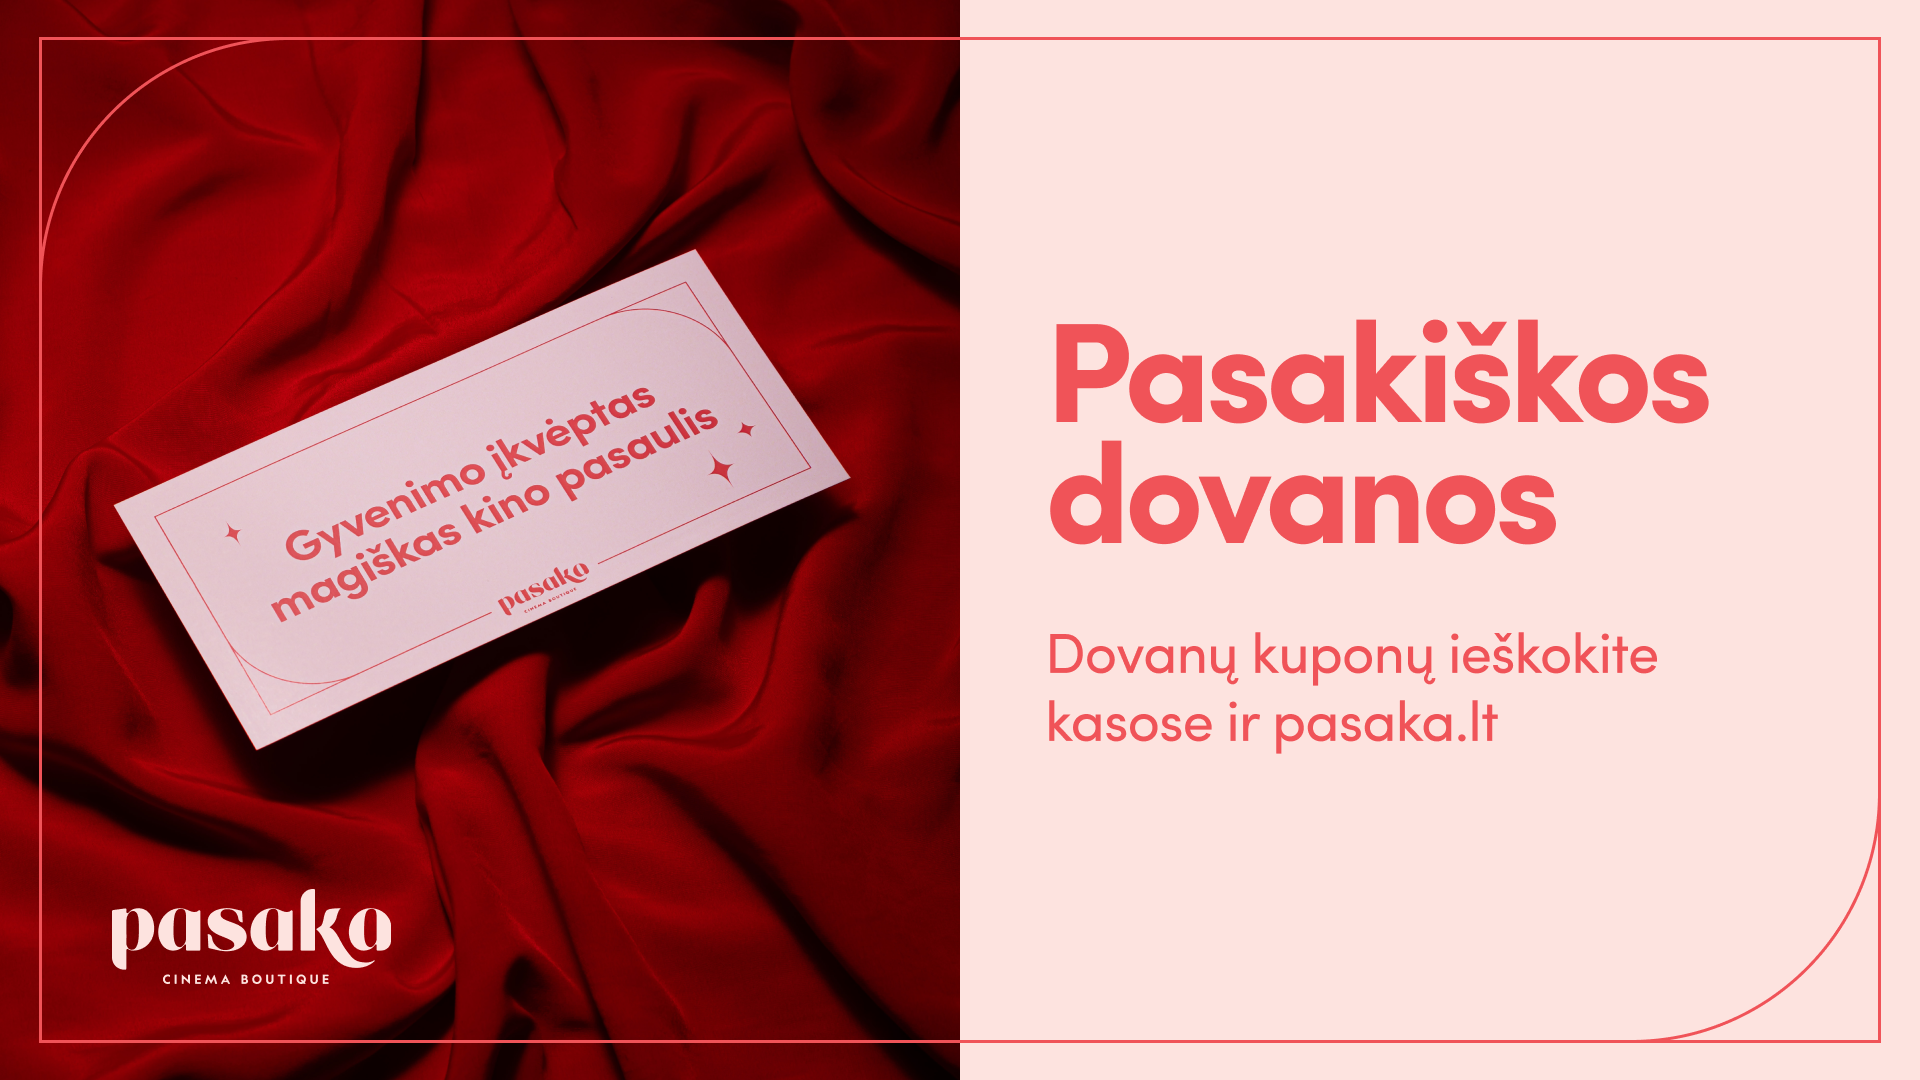 Gyvenimo įkvėptas
magiškas kino pasaulis
pasaka
CINEMA BOUTIQUE
pasaka
CINEMA BOUTIQUE
Pasakiškos
dovanos
Dovanų kuponų ieškokite
kasose ir pasaka.lt